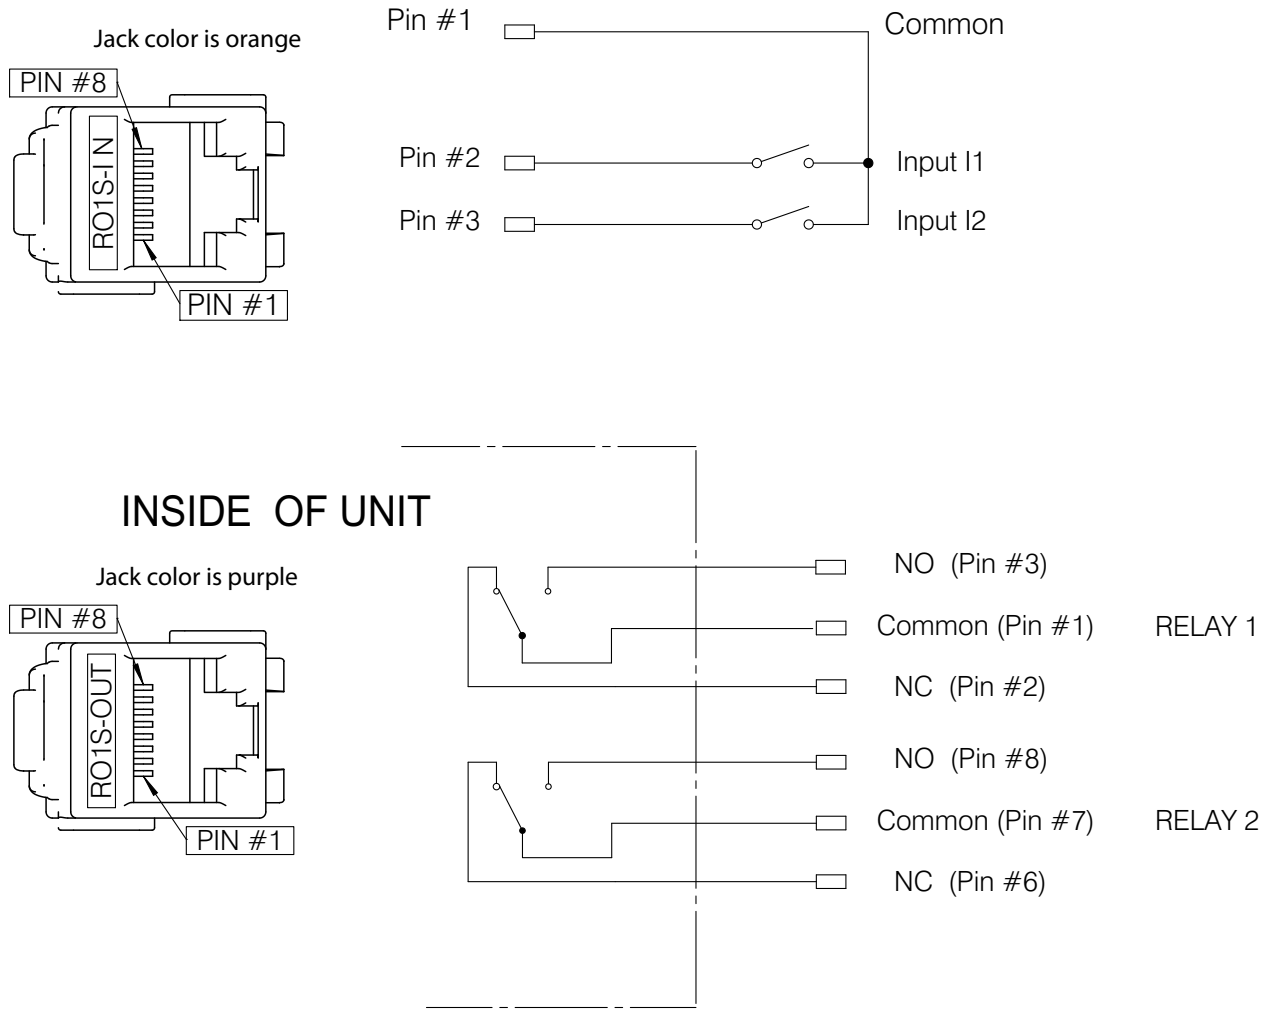 Jack color is orange
PIN #8
RO1S-IN
PIN #1
Pin #1
Common
Pin #2
Input I1
Pin #3
Input I2
INSIDE OF UNIT
Jack color is purple
PIN #8
RO1S-OUT
PIN #1
NO (Pin #3)
Common (Pin #1)
RELAY 1
NC (Pin #2)
NO (Pin #8)
Common (Pin #7)
RELAY 2
NC (Pin #6)